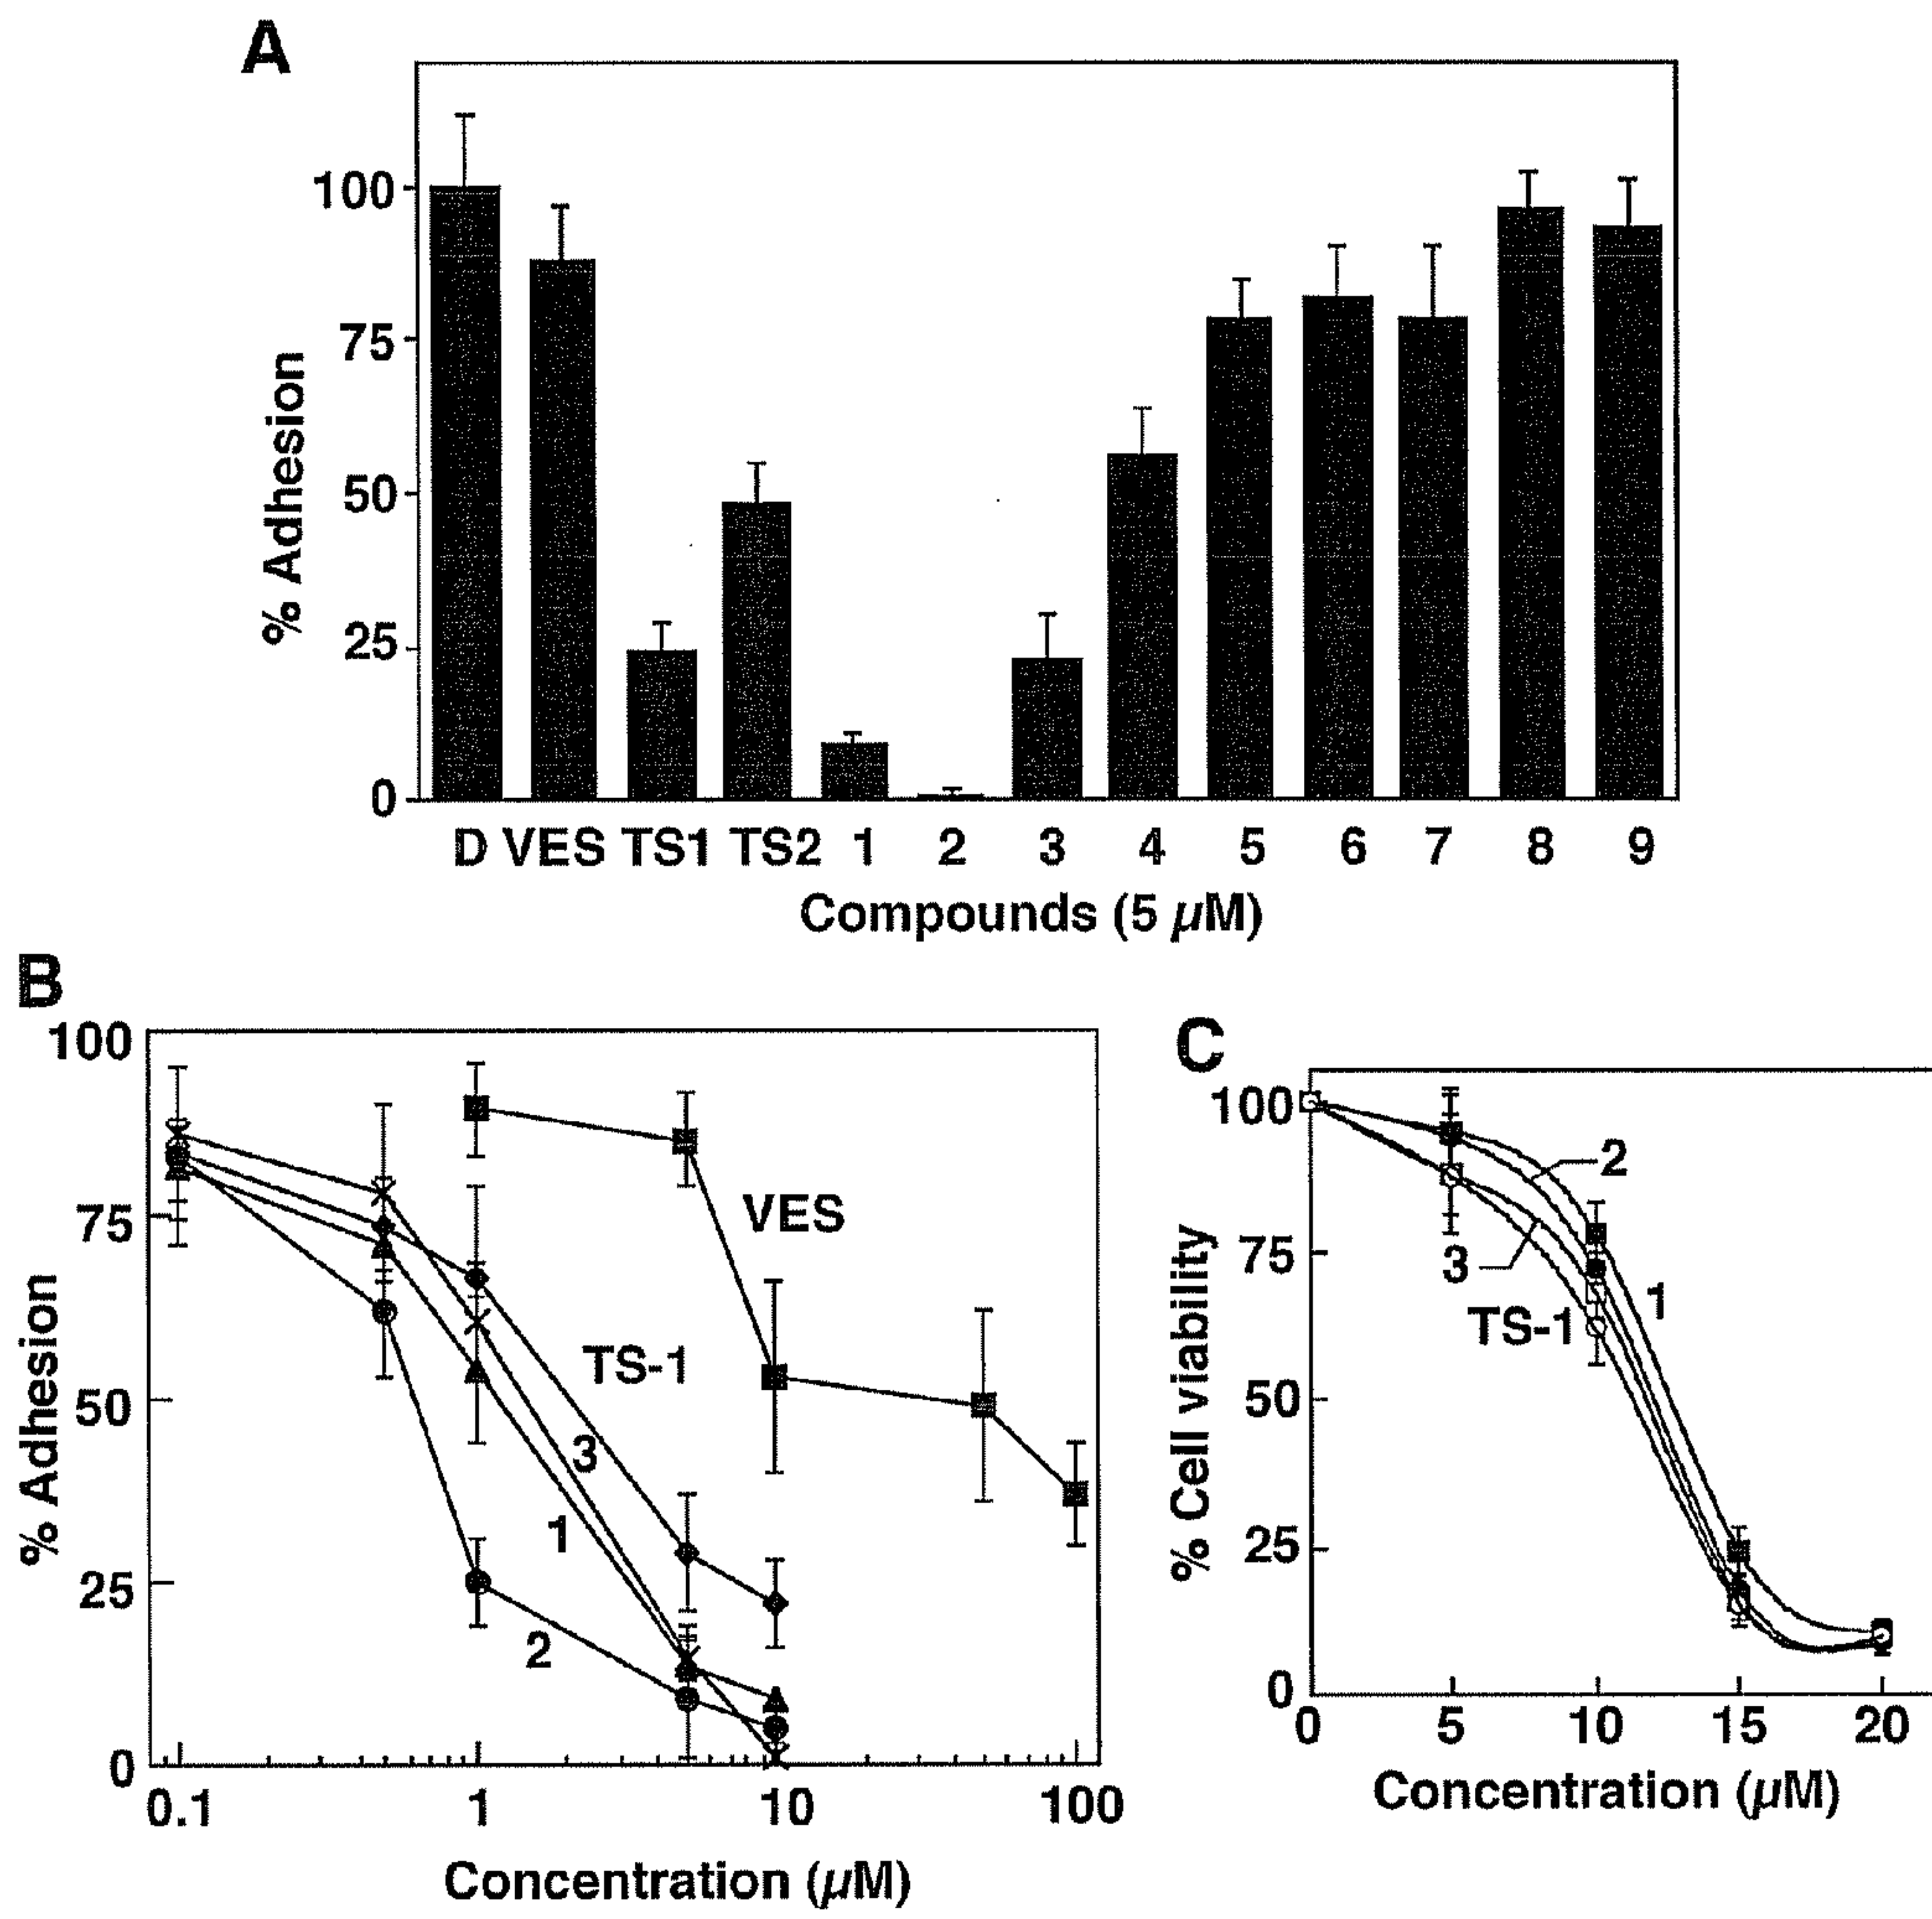 A
100
75
50
25
0
% Adhesion
D VES TS1 TS2 1 2 3 4 5 6 7 8 9
Compounds (5 µM)
B
100
75
50
25
0
% Adhesion
VES
TS-1
3
1
2
0.1 1 10 100
Concentration (µM)
C
100
75
50
25
0
% Cell viability
2
3
1
TS-1
0 5 10 15 20
Concentration (µM)